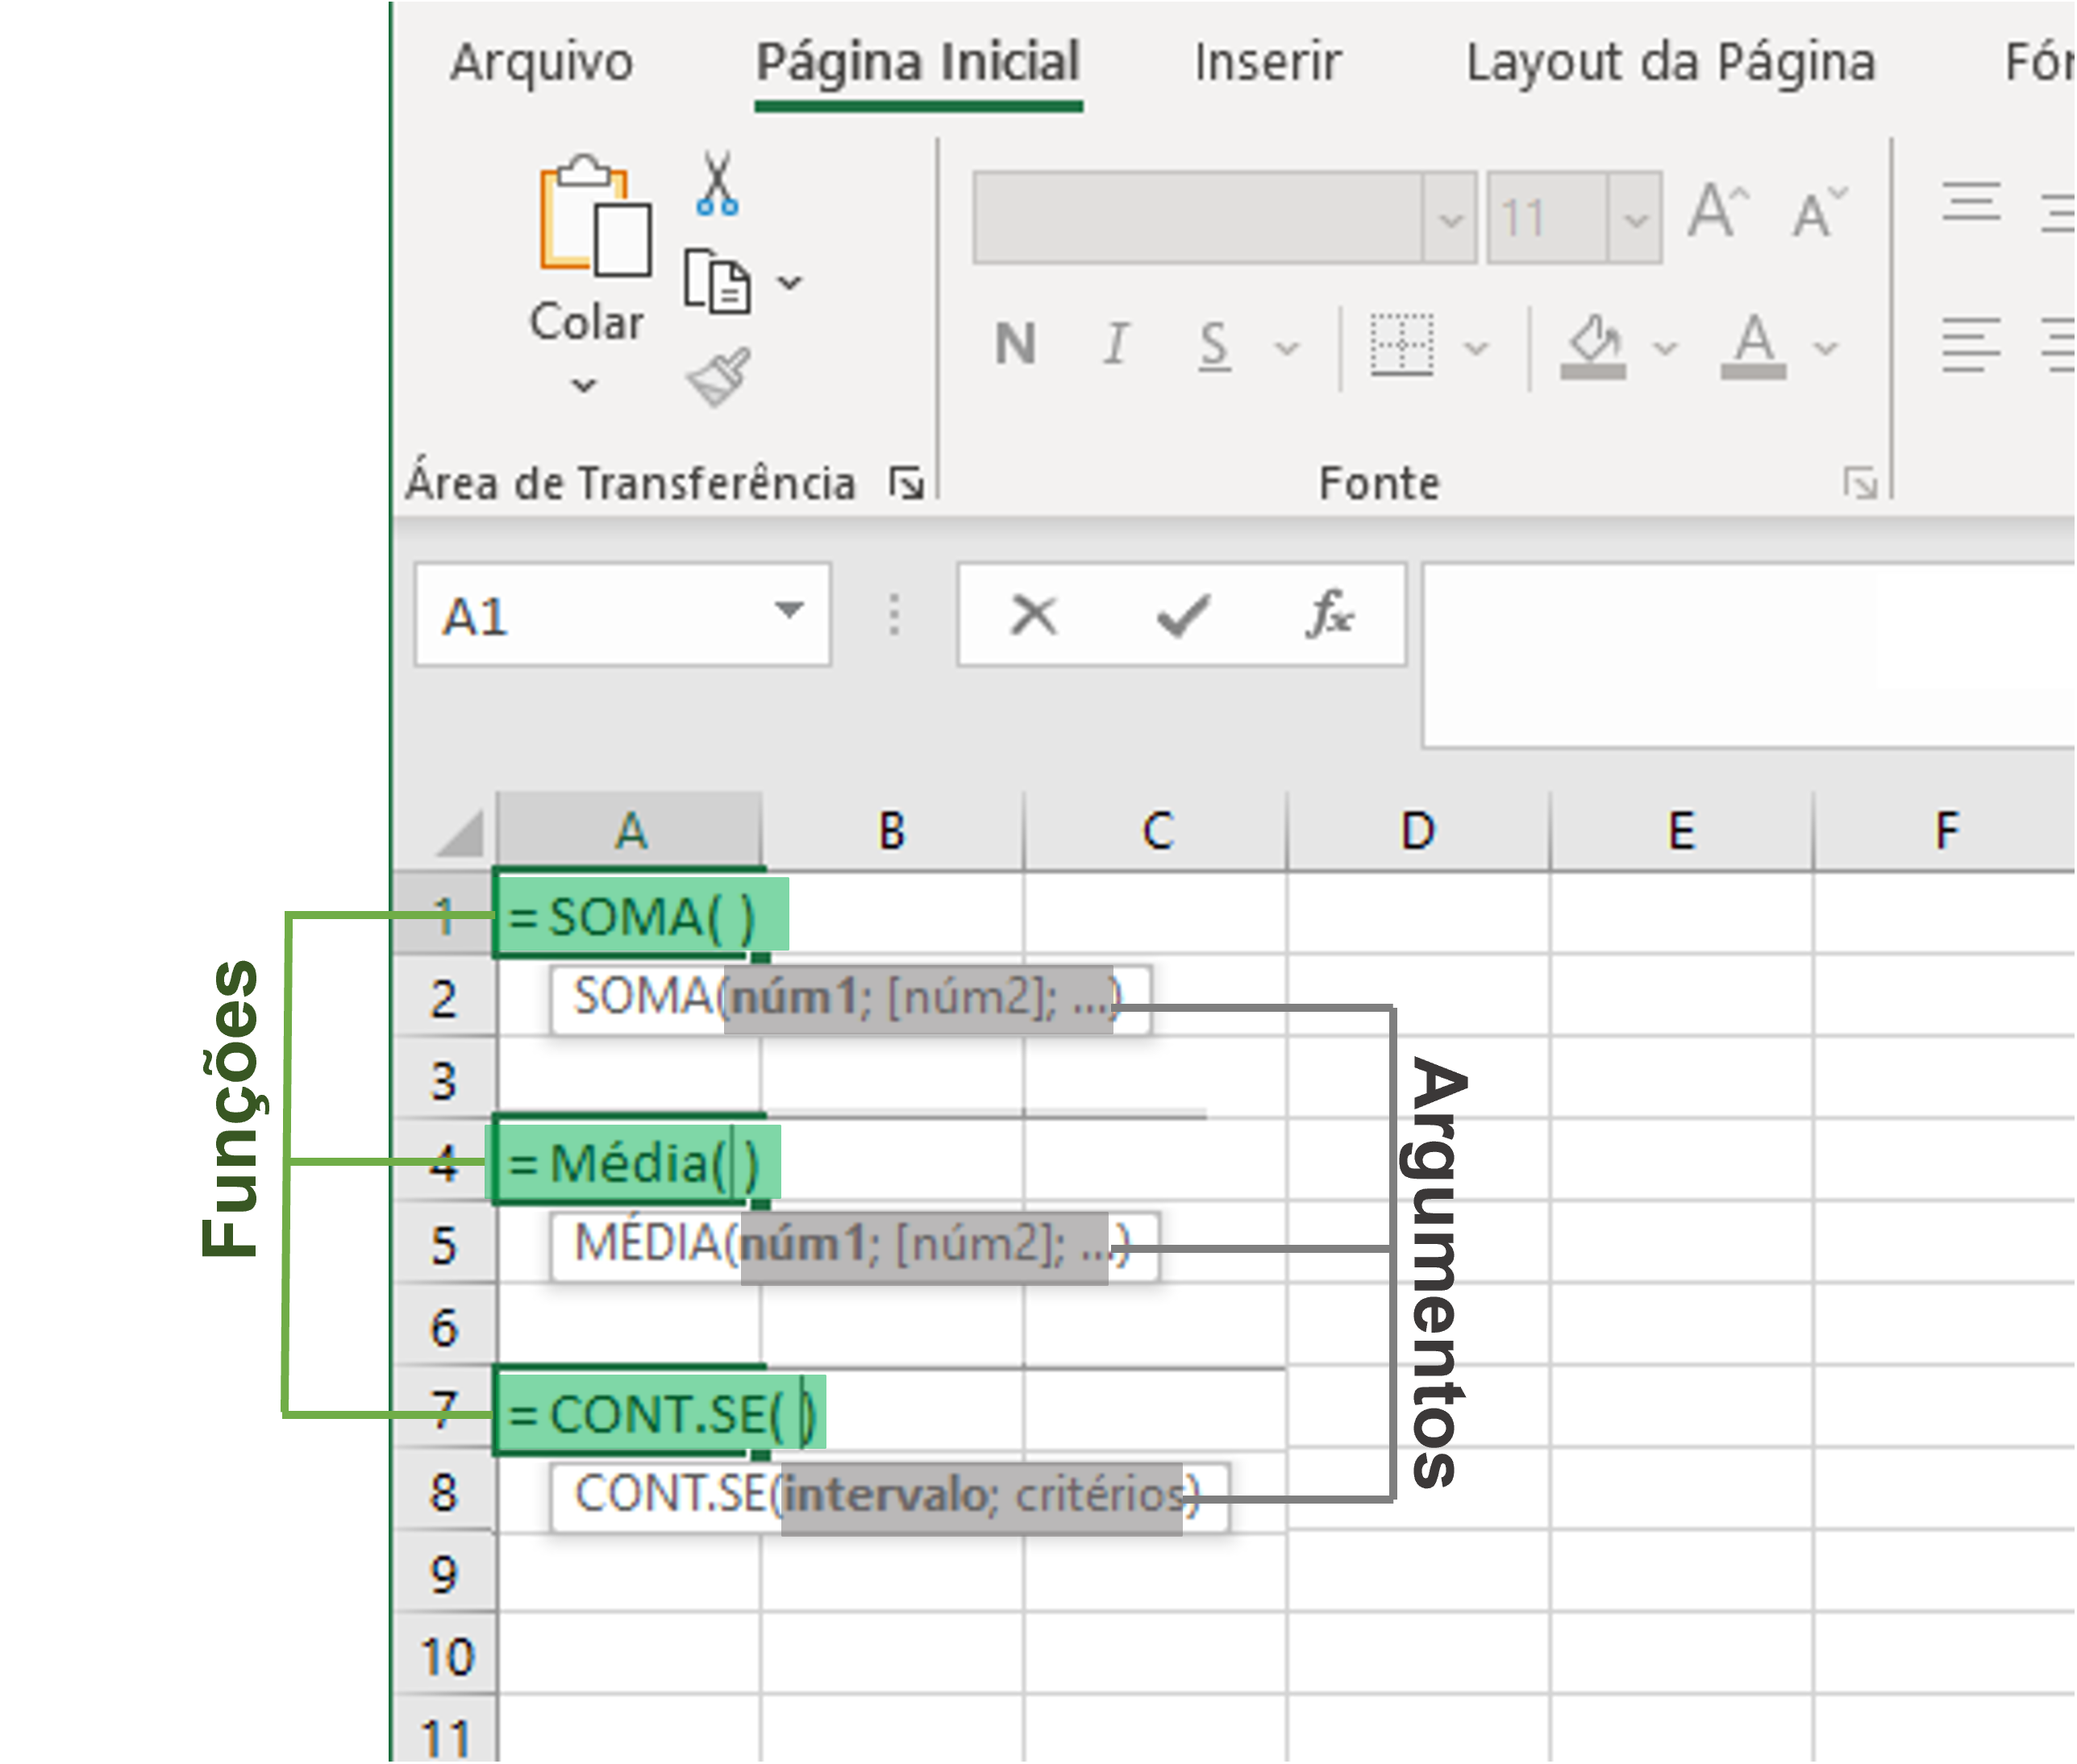 Arquivo Página Inicial Inserir Layout da Página Fór
11 A A
Colar
N I S A
Área de Transferência Fonte
A1 fx
A B C D E F
1 = SOMA( )
2 SOMA(núm1; [núm2]; ...)
3
4 = Média( )
5 MÉDIA(núm1; [núm2]; ...)
6
7 = CONT.SE( )
8 CONT.SE(intervalo; critérios)
9
10
11
Funções
Argumentos